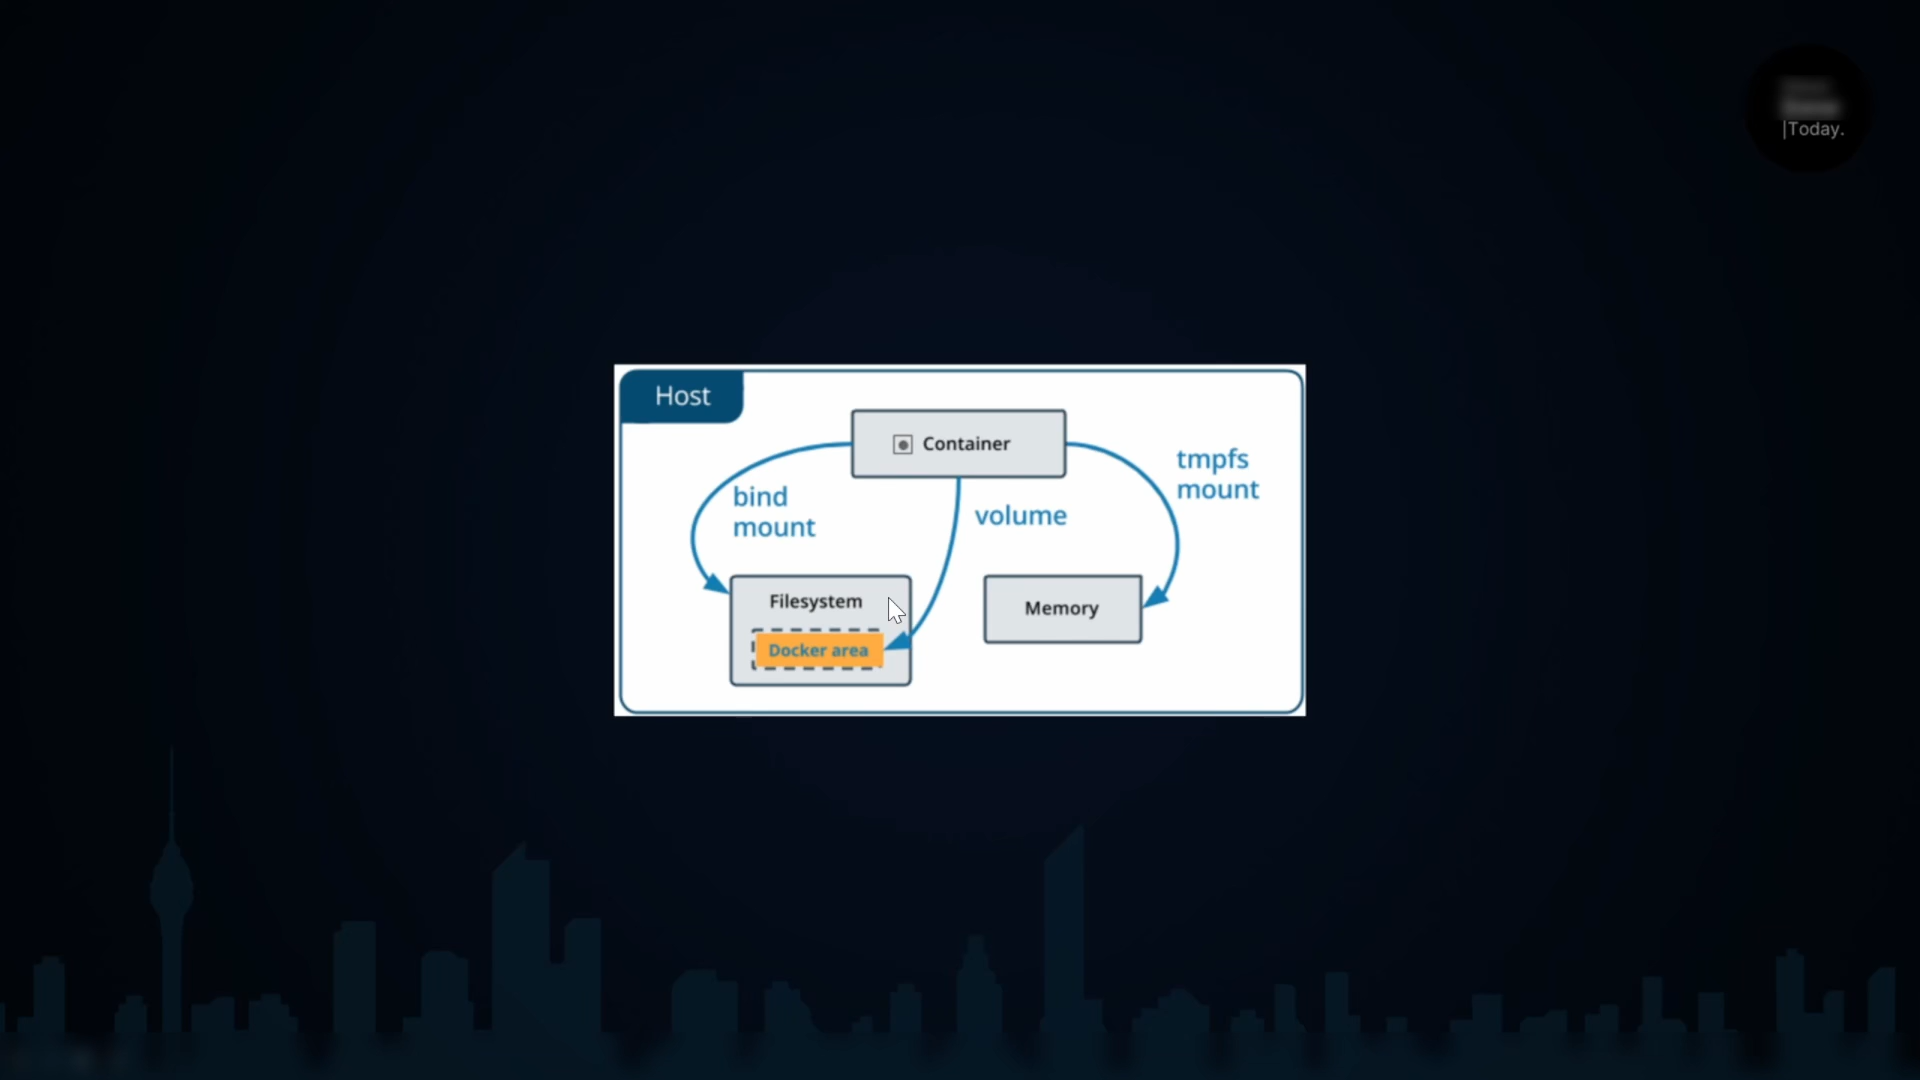 |Today.
Host
Container
bind
mount
volume
tmpfs
mount
Filesystem
Docker area
Memory